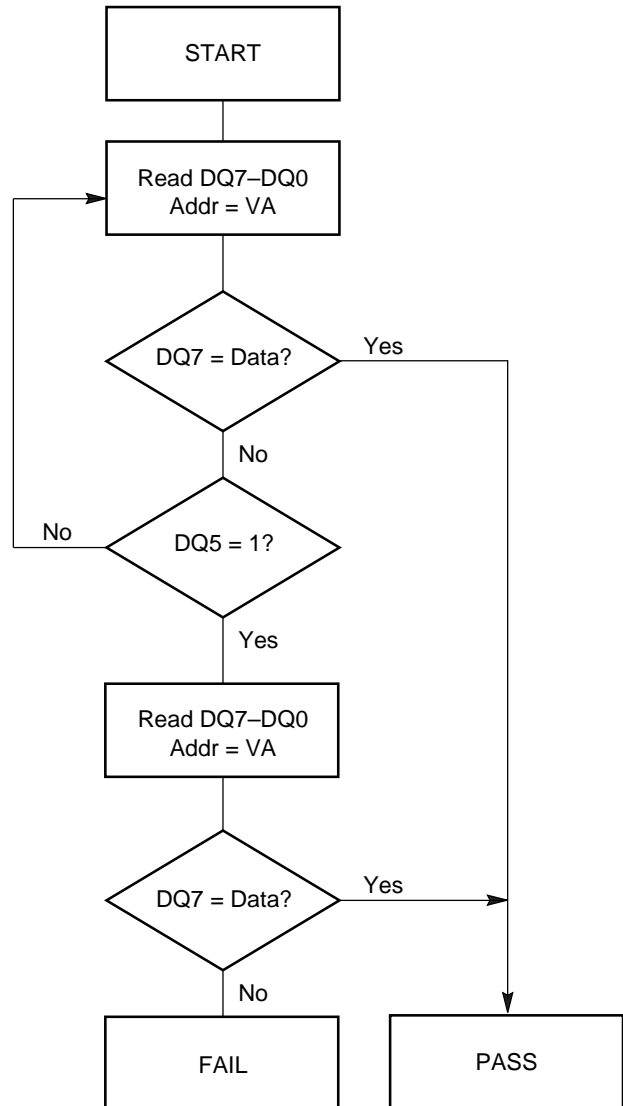 START
Read DQ7–DQ0
Addr = VA
DQ7 = Data?
Yes
No
No
DQ5 = 1?
Yes
Read DQ7–DQ0
Addr = VA
DQ7 = Data?
Yes
No
FAIL
PASS